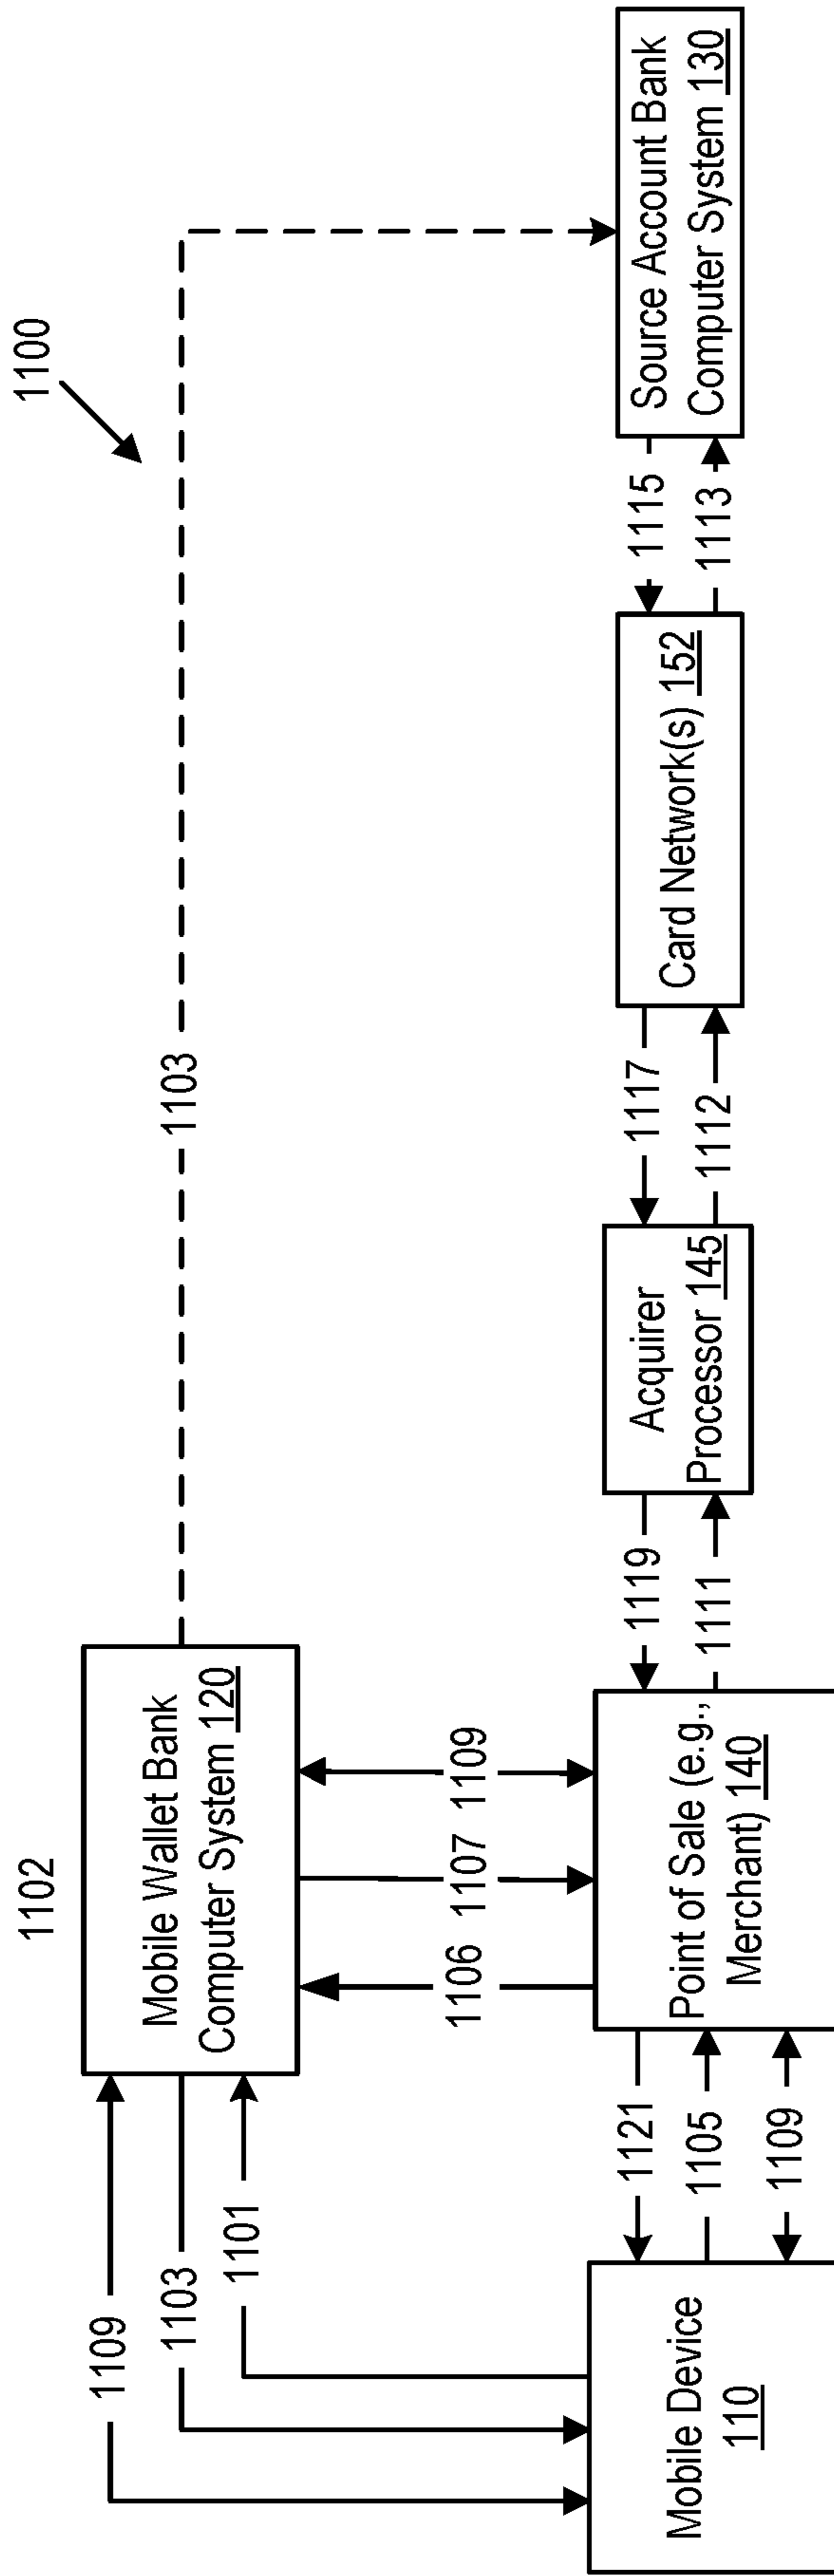 1100
1102
1109
1103
1101
1103
Mobile Wallet Bank
Computer System 120
1106
1107
1109
Mobile Device
110
1121
1105
1109
Point of Sale (e.g.,
Merchant) 140
1119
1111
Acquirer
Processor 145
1117
1112
Card Network(s) 152
1115
1113
Source Account Bank
Computer System 130